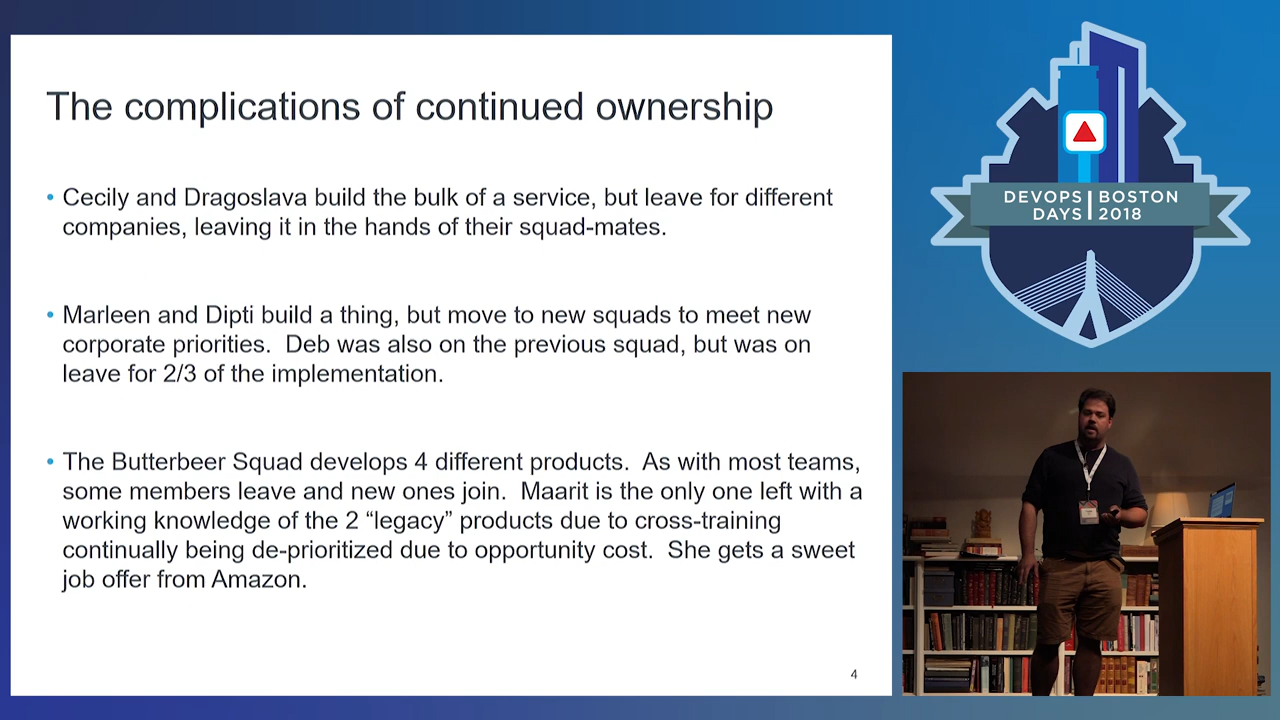 The complications of continued ownership
• Cecily and Dragoslava build the bulk of a service, but leave for different
companies, leaving it in the hands of their squad-mates.
• Marleen and Dipti build a thing, but move to new squads to meet new
corporate priorities.  Deb was also on the previous squad, but was on
leave for 2/3 of the implementation.
• The Butterbeer Squad develops 4 different products.  As with most teams,
some members leave and new ones join.  Maarit is the only one left with a
working knowledge of the 2 “legacy” products due to cross-training
continually being de-prioritized due to opportunity cost.  She gets a sweet
job offer from Amazon.
4
DEVOPS | BOSTON
DAYS | 2018